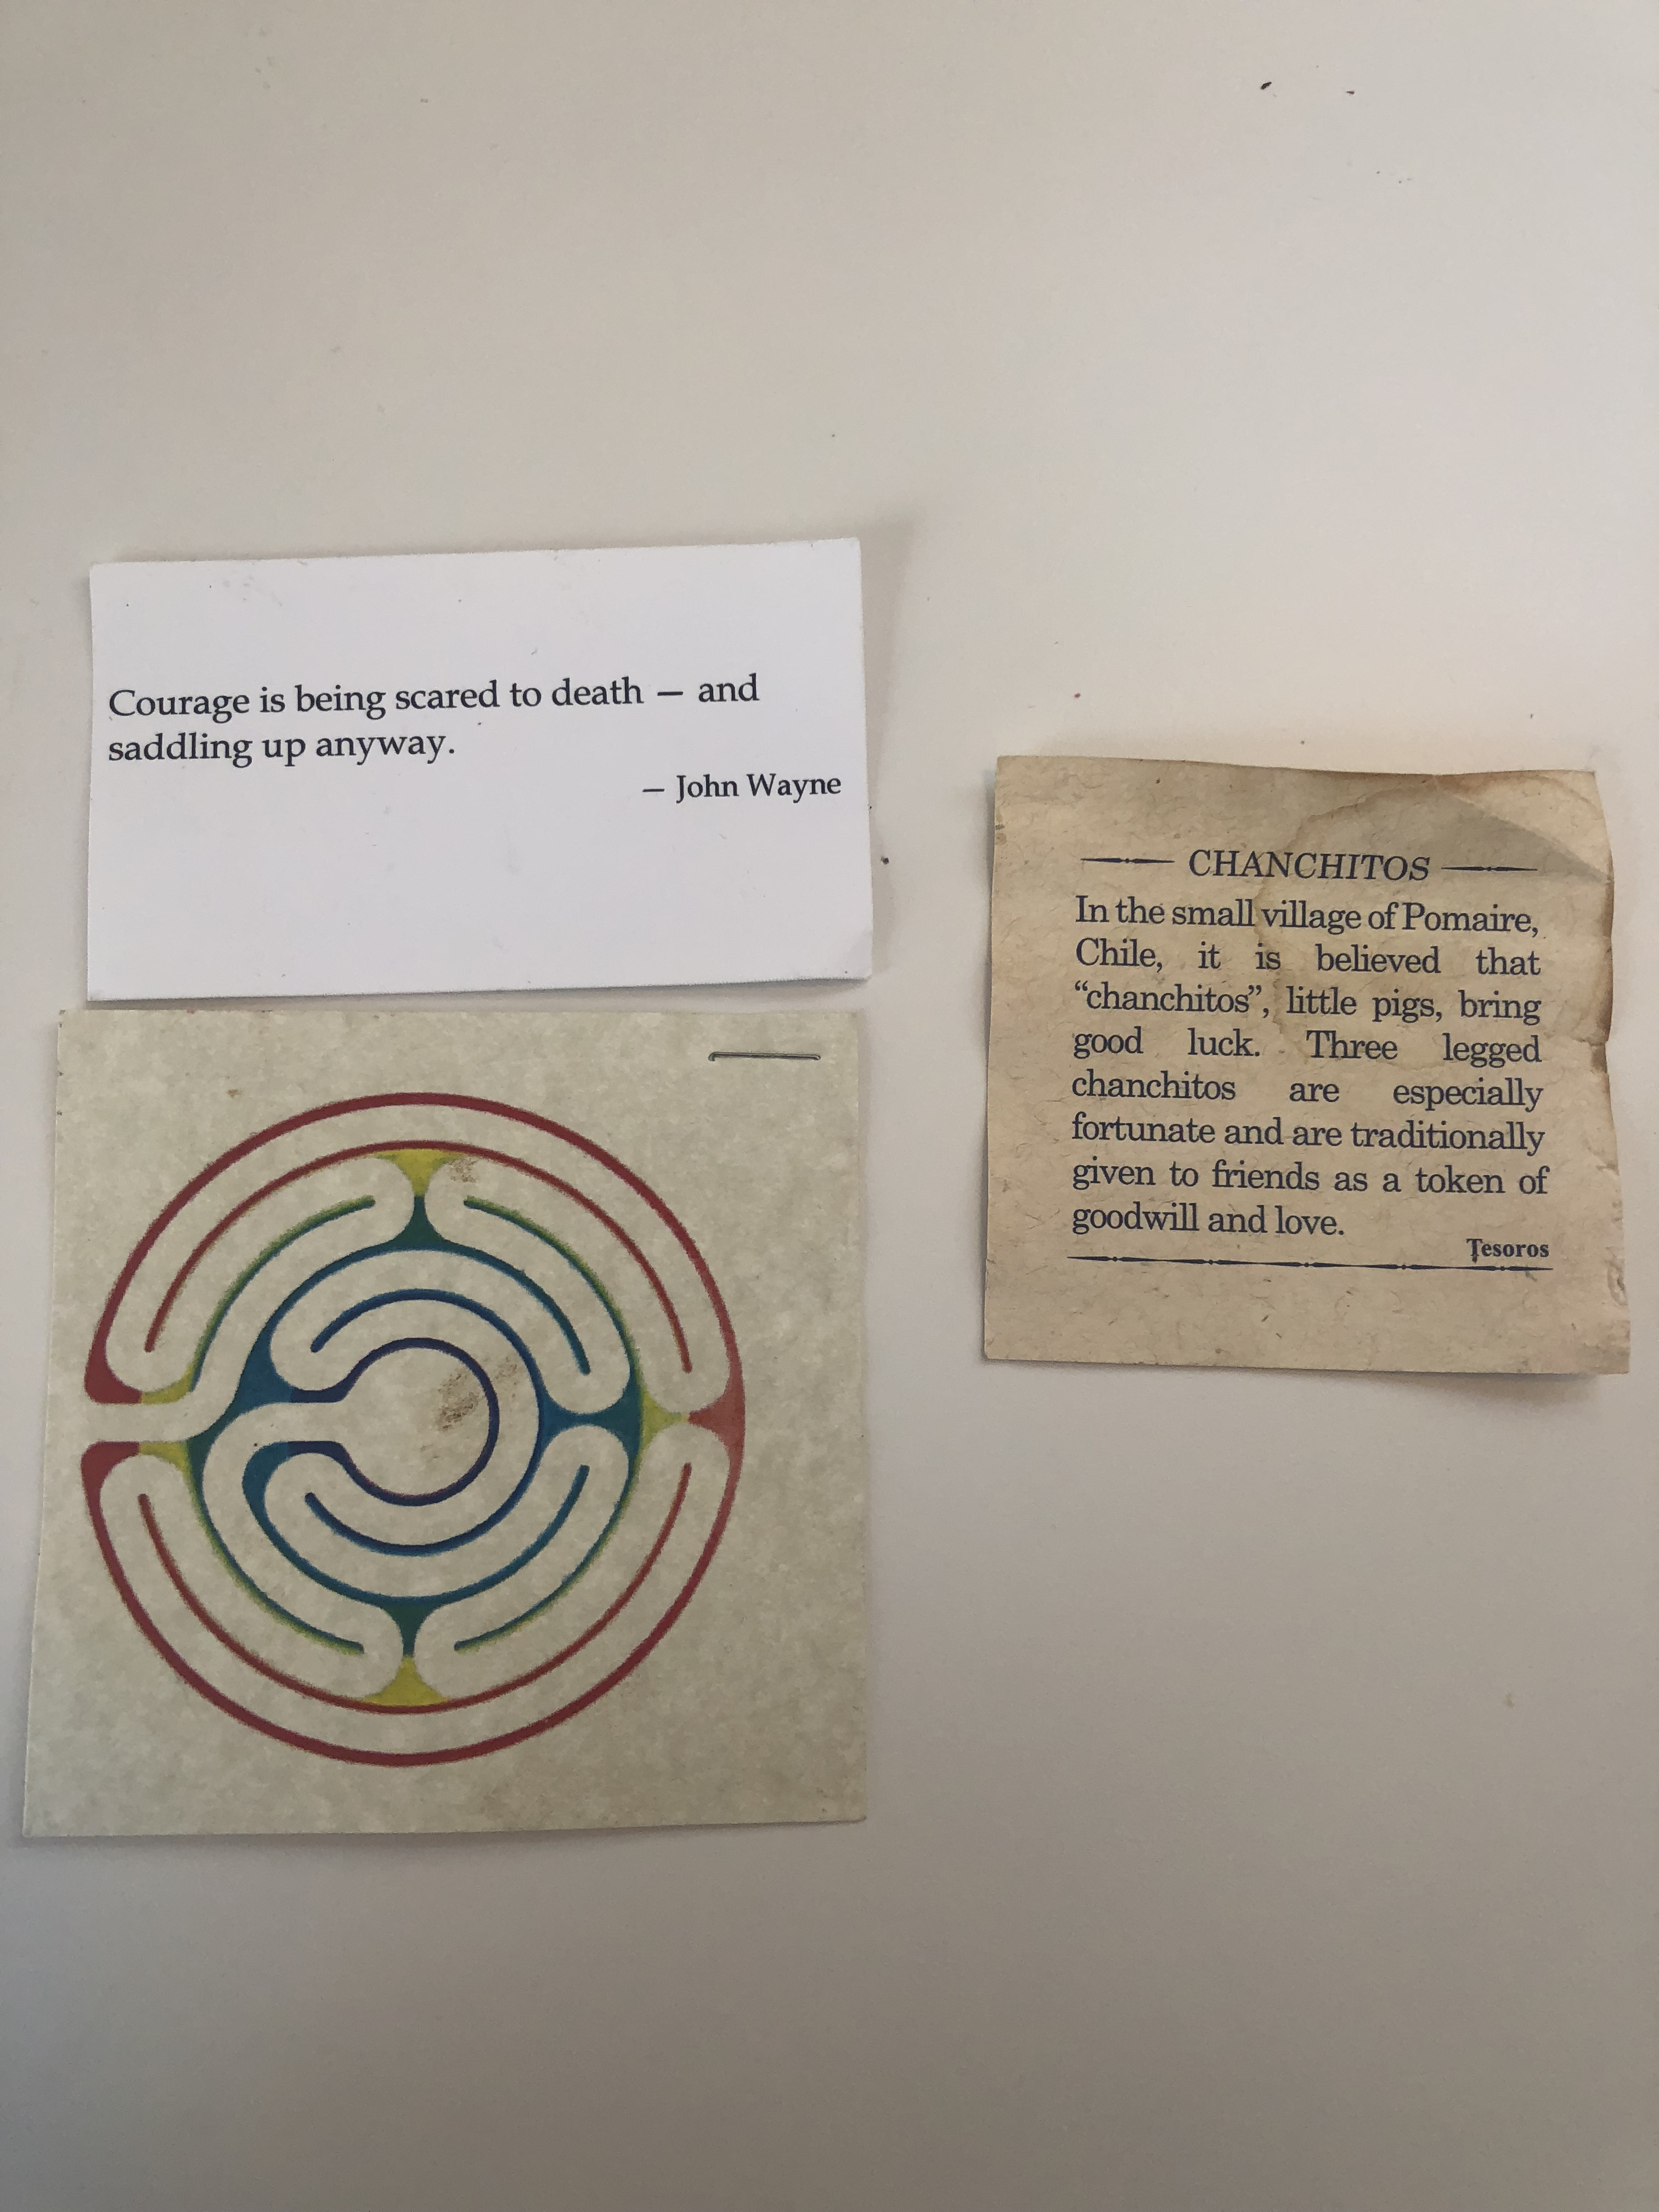 Courage is being scared to death — and
saddling up anyway.
— John Wayne
CHANCHITOS
In the small village of Pomaire,
Chile, it is believed that
“chanchitos”, little pigs, bring
good luck. Three legged
chanchitos are especially
fortunate and are traditionally
given to friends as a token of
goodwill and love.
Tesoros